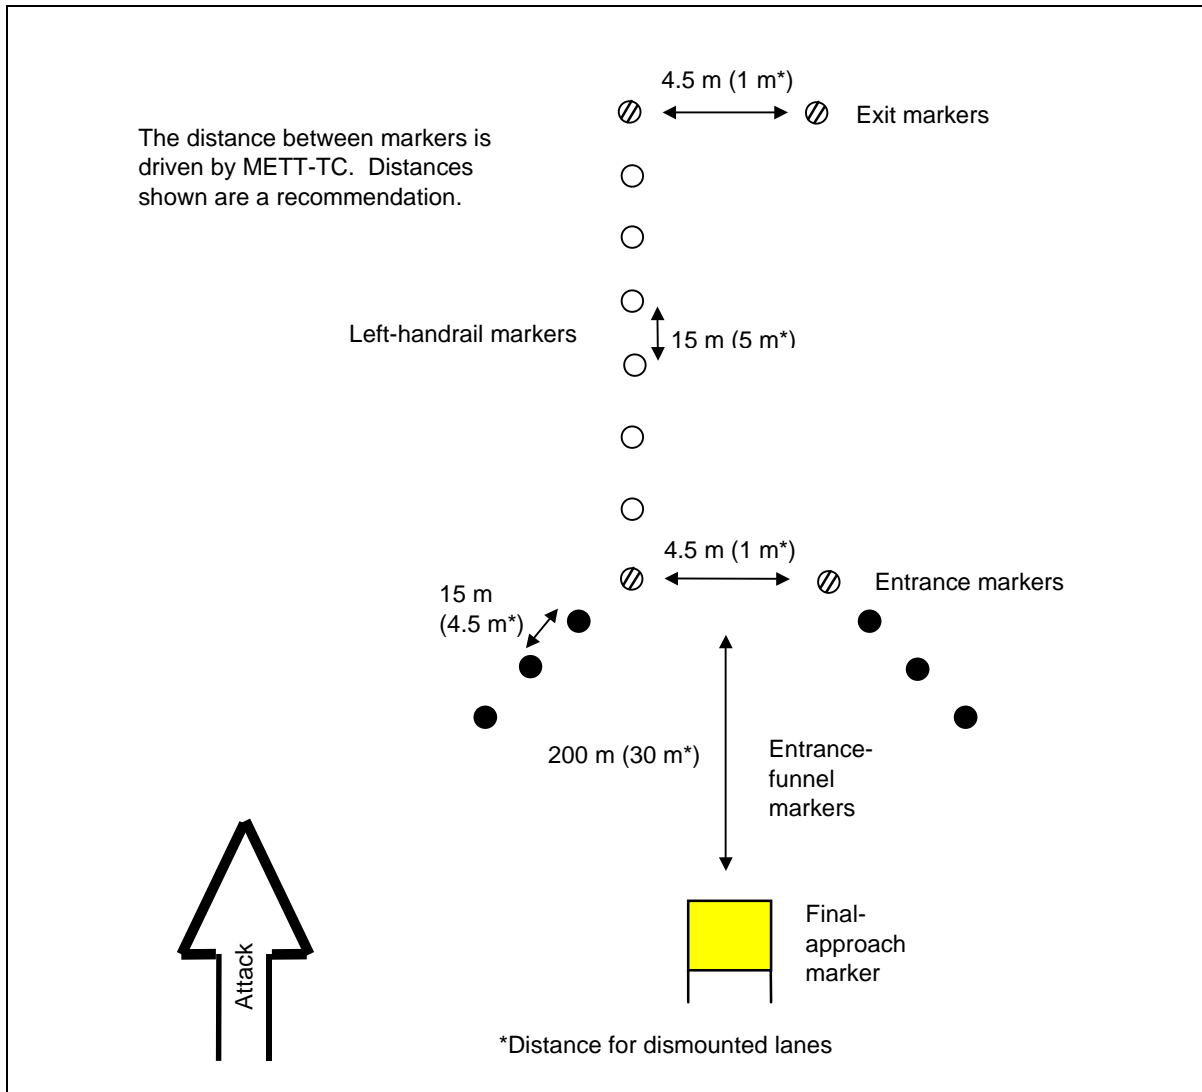 4.5 m (1 m*)
Exit markers
The distance between markers is
driven by METT-TC.  Distances
shown are a recommendation.
Left-handrail markers
15 m (5 m*)
4.5 m (1 m*)
Entrance markers
15 m
(4.5 m*)
200 m (30 m*)
Entrance-
funnel
markers
Final-
approach
marker
Attack
*Distance for dismounted lanes